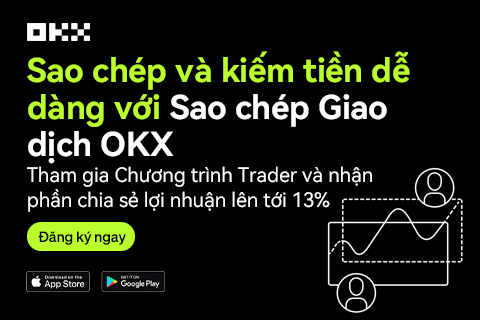 OKX
Sao chép và kiếm tiền dễ
dàng với Sao chép Giao
dịch OKX
Tham gia Chương trình Trader và nhận
phần chia sẻ lợi nhuận lên tới 13%
Đăng ký ngay
Download on the
App Store
GET IT ON
Google Play